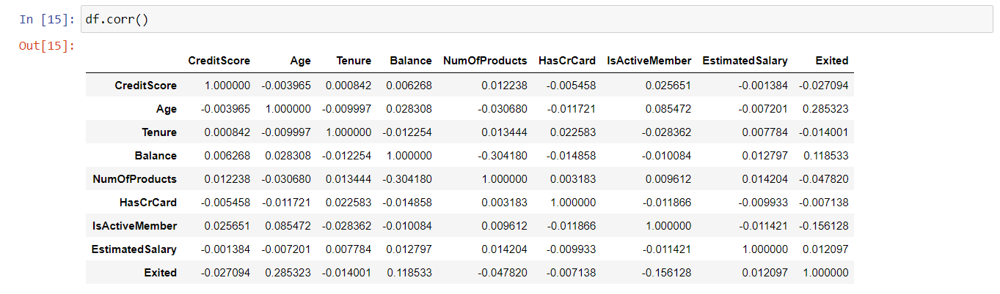 In [15]: df.corr()
Out[15]:
CreditScore Age Tenure Balance NumOfProducts HasCrCard IsActiveMember EstimatedSalary Exited
CreditScore 1.000000 -0.003965 0.000842 0.006268 0.012238 -0.005458 0.025651 -0.001384 -0.027094
Age -0.003965 1.000000 -0.009997 0.028308 -0.030680 -0.011721 0.085472 -0.007201 0.285323
Tenure 0.000842 -0.009997 1.000000 -0.012254 0.013444 0.022583 -0.028362 0.007784 -0.014001
Balance 0.006268 0.028308 -0.012254 1.000000 -0.304180 -0.014858 -0.010084 0.012797 0.118533
NumOfProducts 0.012238 -0.030680 0.013444 -0.304180 1.000000 0.003183 0.009612 0.014204 -0.047820
HasCrCard -0.005458 -0.011721 0.022583 -0.014858 0.003183 1.000000 -0.011866 -0.009933 -0.007138
IsActiveMember 0.025651 0.085472 -0.028362 -0.010084 0.009612 -0.011866 1.000000 -0.011421 -0.156128
EstimatedSalary -0.001384 -0.007201 0.007784 0.012797 0.014204 -0.009933 -0.011421 1.000000 0.012097
Exited -0.027094 0.285323 -0.014001 0.118533 -0.047820 -0.007138 -0.156128 0.012097 1.000000